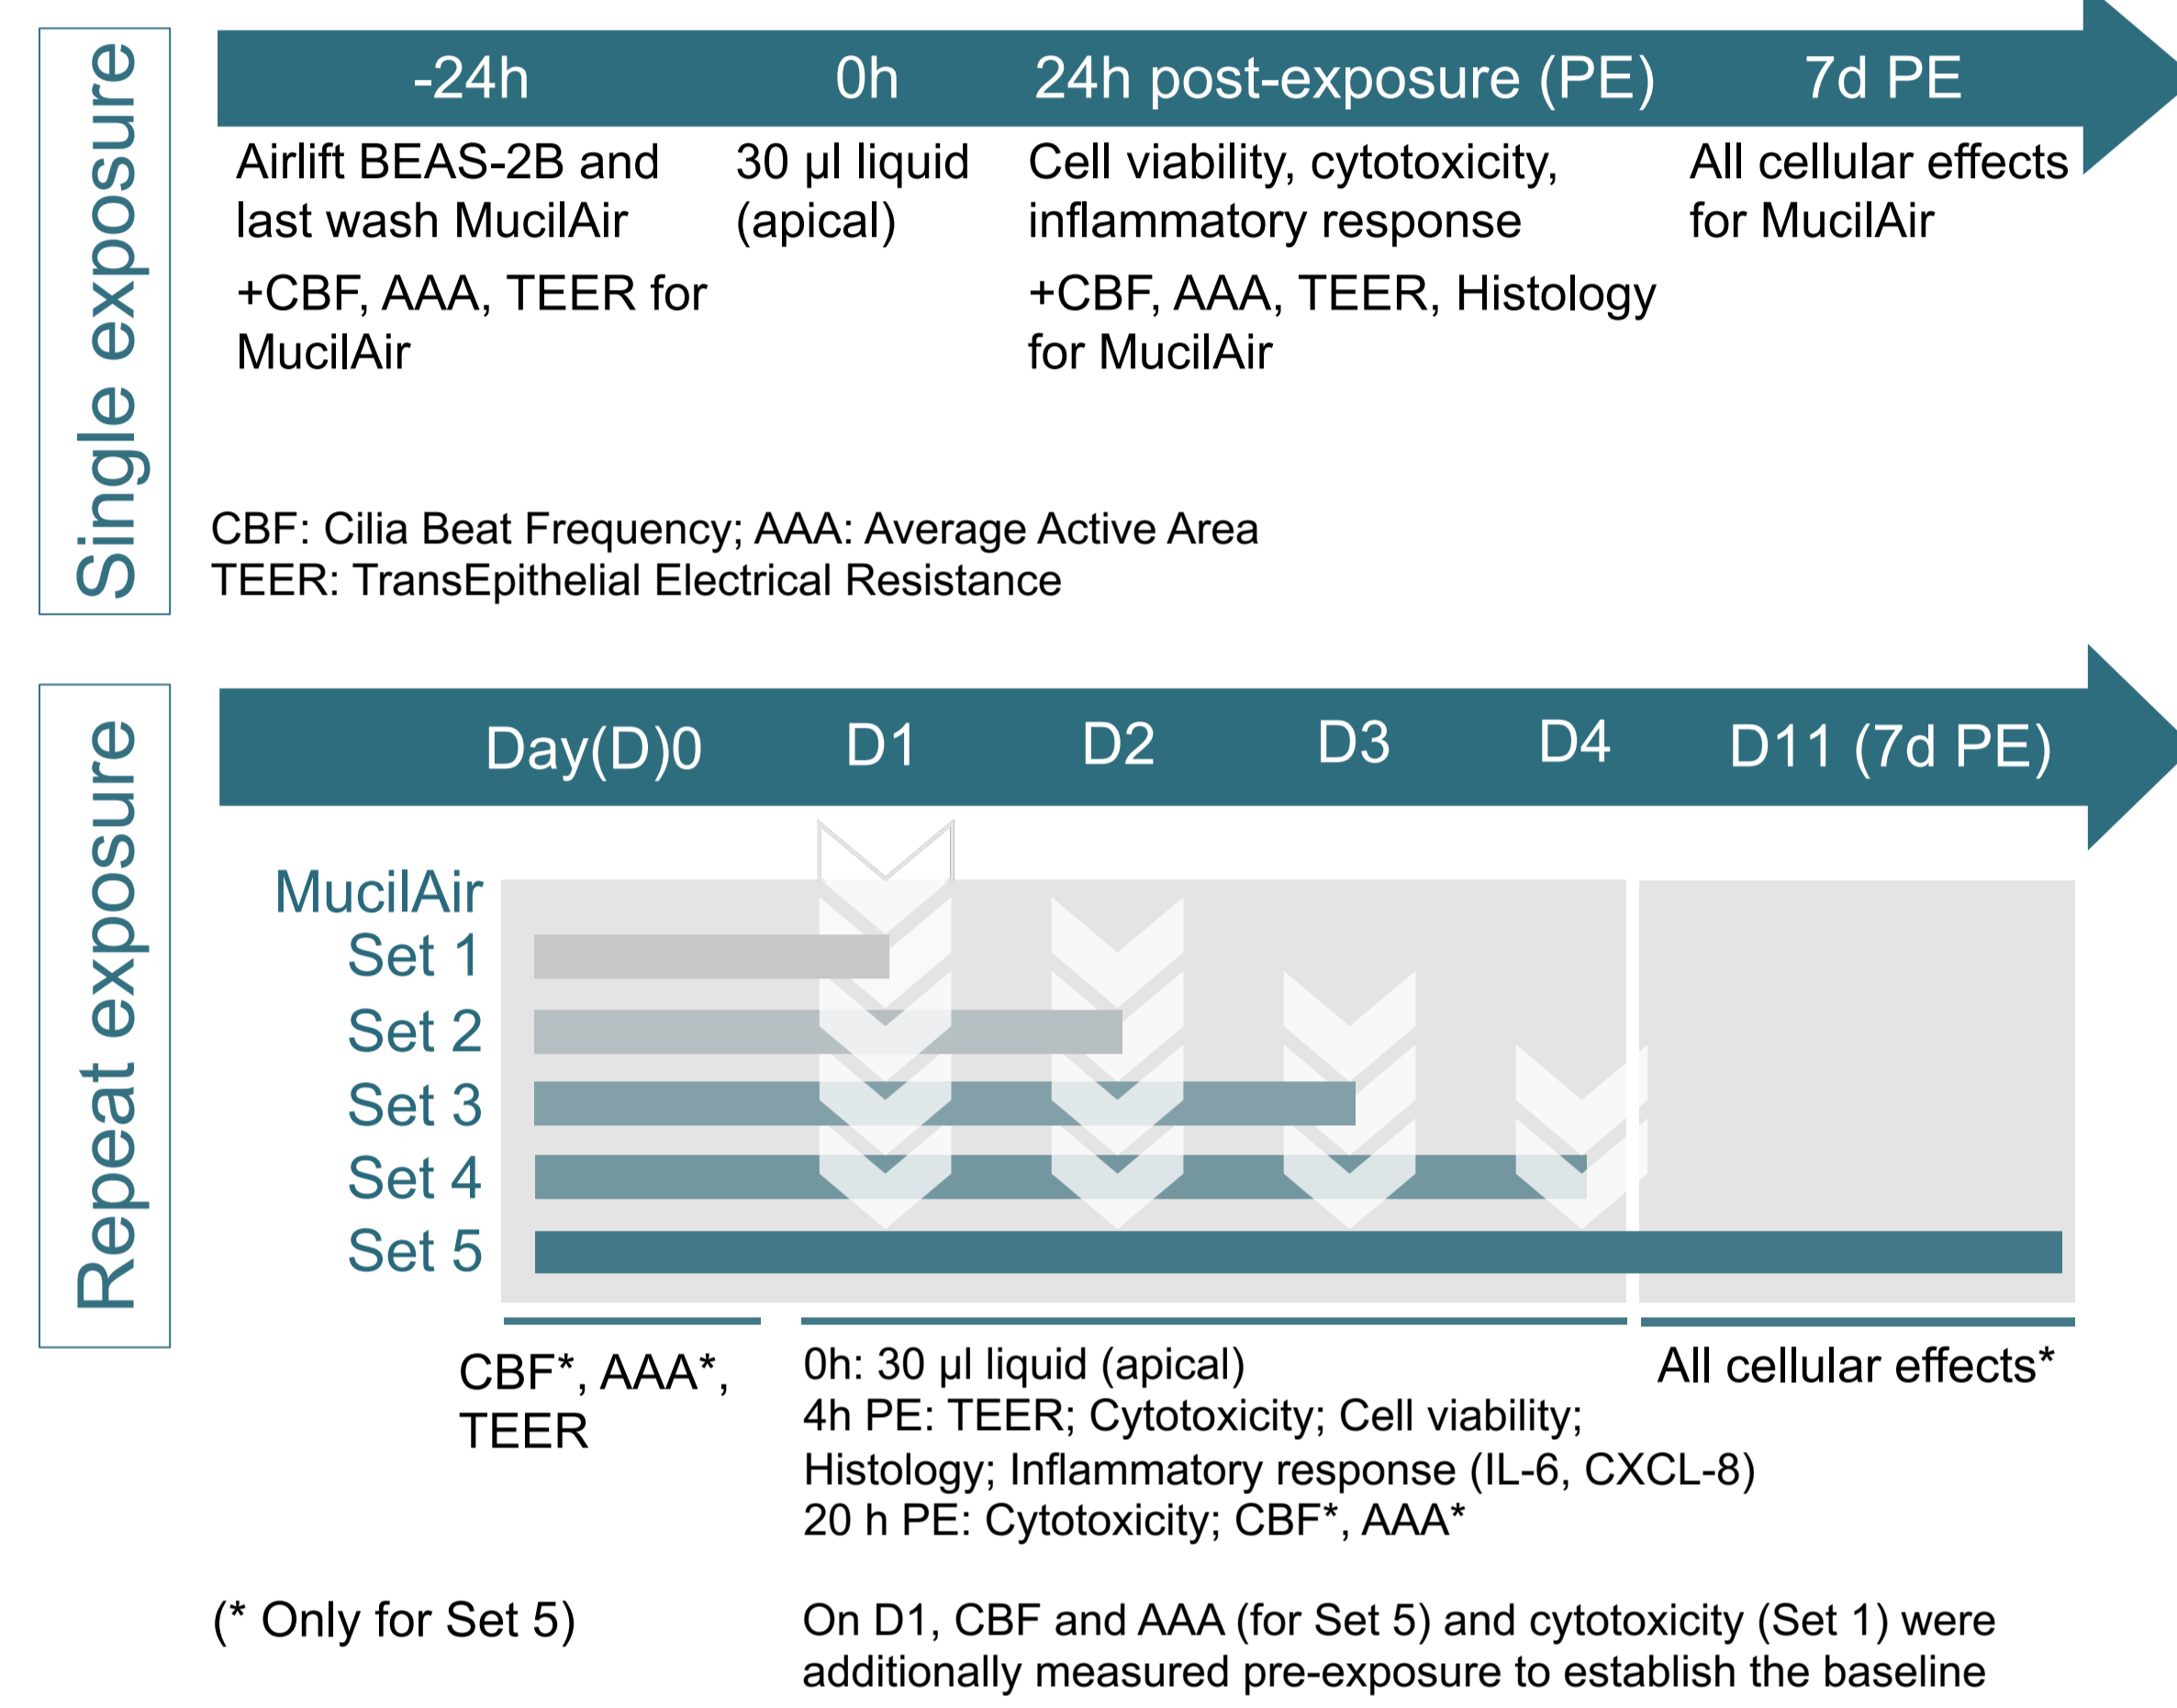 Single exposure
-24h 0h 24h post-exposure (PE) 7d PE
Airlift BEAS-2B and
last wash MucilAir
+CBF, AAA, TEER for
MucilAir
30 µl liquid
(apical)
Cell viability, cytotoxicity,
inflammatory response
+CBF, AAA, TEER, Histology
for MucilAir
All cellular effects
for MucilAir
CBF: Cilia Beat Frequency; AAA: Average Active Area
TEER: TransEpithelial Electrical Resistance
Repeat exposure
Day(D)0 D1 D2 D3 D4 D11 (7d PE)
MucilAir
Set 1
Set 2
Set 3
Set 4
Set 5
CBF*, AAA*,
TEER
0h: 30 µl liquid (apical)
4h PE: TEER; Cytotoxicity; Cell viability;
Histology; Inflammatory response (IL-6, CXCL-8)
20 h PE: Cytotoxicity; CBF*, AAA*
All cellular effects*
(* Only for Set 5)
On D1, CBF and AAA (for Set 5) and cytotoxicity (Set 1) were
additionally measured pre-exposure to establish the baseline